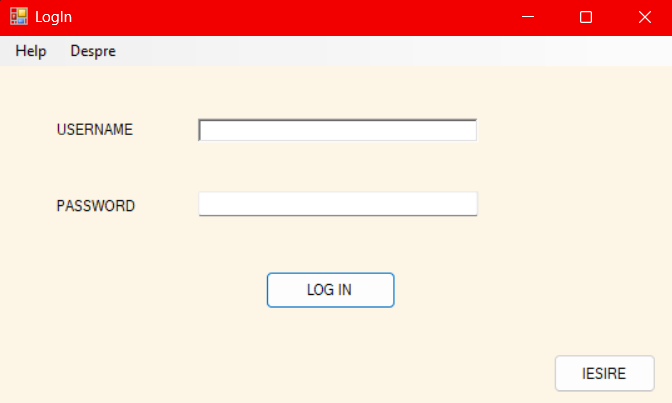 LogIn
Help Despre
USERNAME
PASSWORD
LOG IN
IESIRE